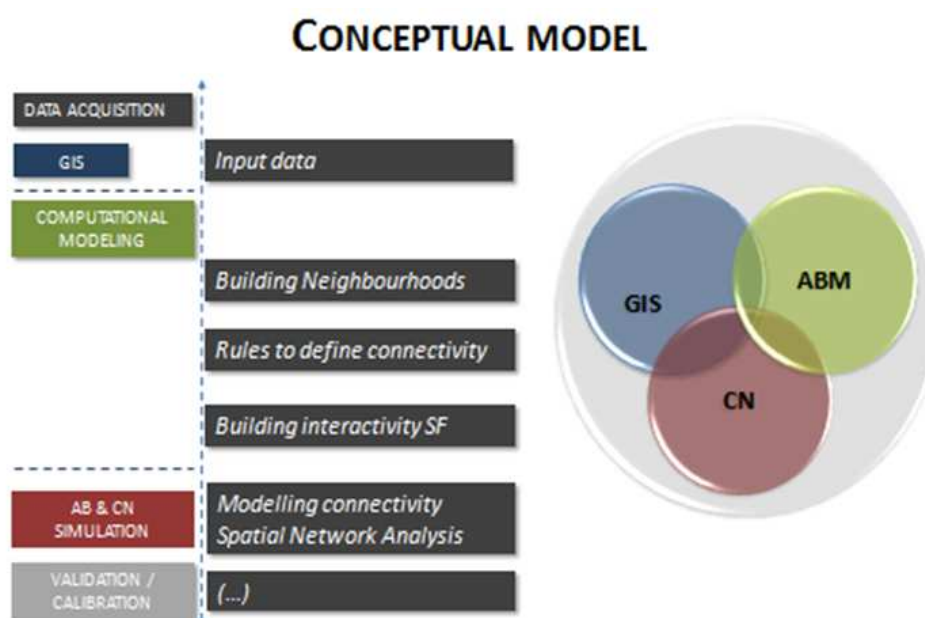 CONCEPTUAL MODEL
DATA ACQUISITION
GIS
Input data
COMPUTATIONAL
MODELING
Building Neighbourhoods
Rules to define connectivity
Building interactivity SF
AB & CN
SIMULATION
Modelling connectivity
Spatial Network Analysis
VALIDATION /
CALIBRATION
(...)
GIS
ABM
CN